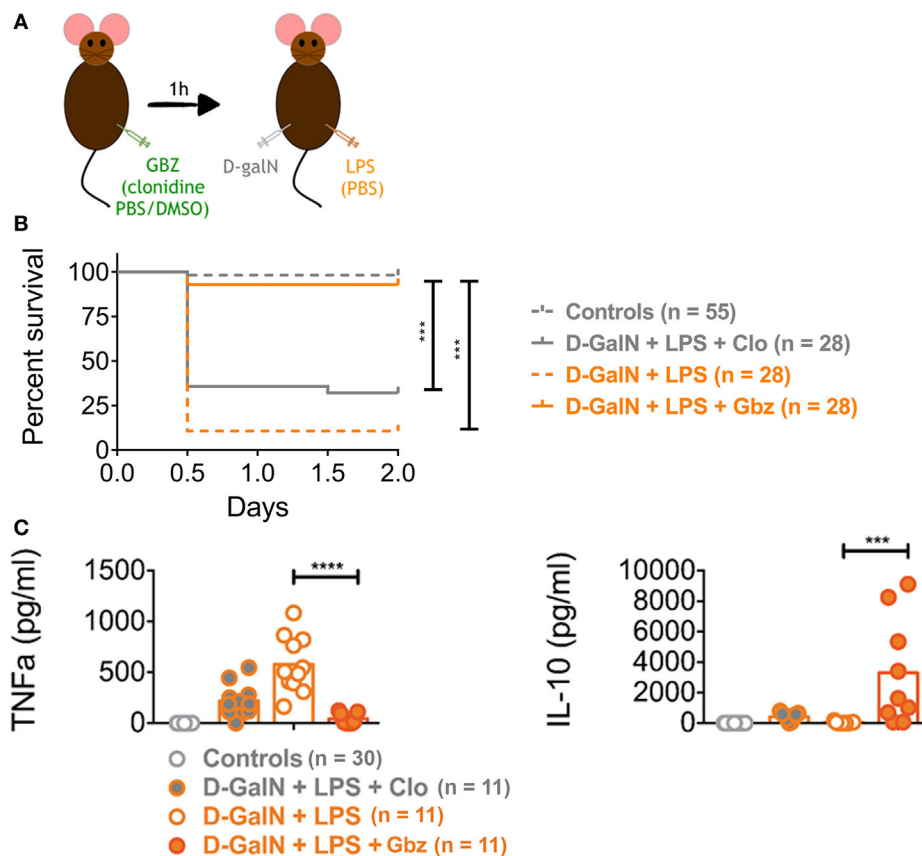 A
1h
GBZ
(clonidine
PBS/DMSO)
D-galN
LPS
(PBS)
B
Percent survival
100
75
50
25
0
0.0 0.5 1.0 1.5 2.0
Days
***
***
Controls (n = 55)
D-GalN + LPS + Clo (n = 28)
D-GalN + LPS (n = 28)
D-GalN + LPS + Gbz (n = 28)
C
TNFa (pg/ml)
1500
1000
500
0
****
IL-10 (pg/ml)
10000
8000
6000
4000
2000
0
***
Controls (n = 30)
D-GalN + LPS + Clo (n = 11)
D-GalN + LPS (n = 11)
D-GalN + LPS + Gbz (n = 11)